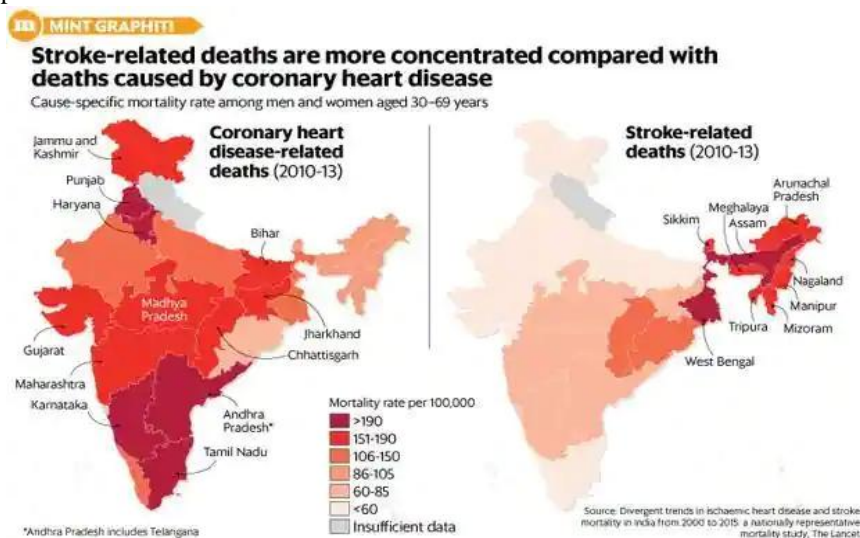 m MINT GRAPHITI
Stroke-related deaths are more concentrated compared with
deaths caused by coronary heart disease
Cause-specific mortality rate among men and women aged 30–69 years
Coronary heart
disease-related
deaths (2010-13)
Jammu and
Kashmir
Punjab
Haryana
Bihar
Madhya
Pradesh
Gujarat
Jharkhand
Chhattisgarh
Maharashtra
Karnataka
Andhra
Pradesh*
Tamil Nadu
Stroke-related
deaths (2010-13)
Arunachal
Pradesh
Meghalaya
Sikkim
Assam
Nagaland
Manipur
Tripura
Mizoram
West Bengal
Mortality rate per 100,000
>190
151-190
106-150
86-105
60-85
<60
Insufficient data
*Andhra Pradesh includes Telangana
Source: Divergent trends in ischaemic heart disease and stroke
mortality in India from 2000 to 2015: a nationally representative
mortality study, The Lancet